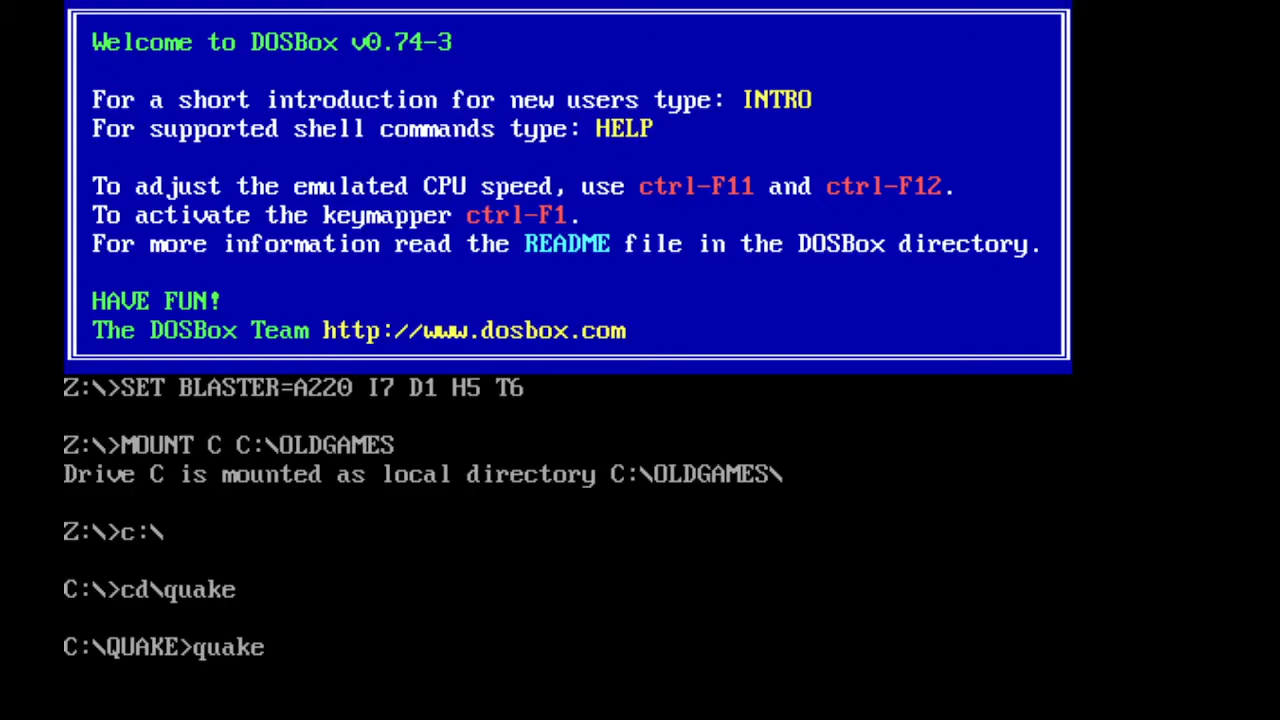 Welcome to DOSBox v0.74-3
For a short introduction for new users type: INTRO
For supported shell commands type: HELP
To adjust the emulated CPU speed, use ctrl-F11 and ctrl-F12.
To activate the keymapper ctrl-F1.
For more information read the README file in the DOSBox directory.
HAVE FUN!
The DOSBox Team http://www.dosbox.com
Z:\>SET BLASTER=A220 I7 D1 H5 T6
Z:\>MOUNT C C:\OLDGAMES
Drive C is mounted as local directory C:\OLDGAMES\
Z:\>c:\
C:\>cd\quake
C:\QUAKE>quake